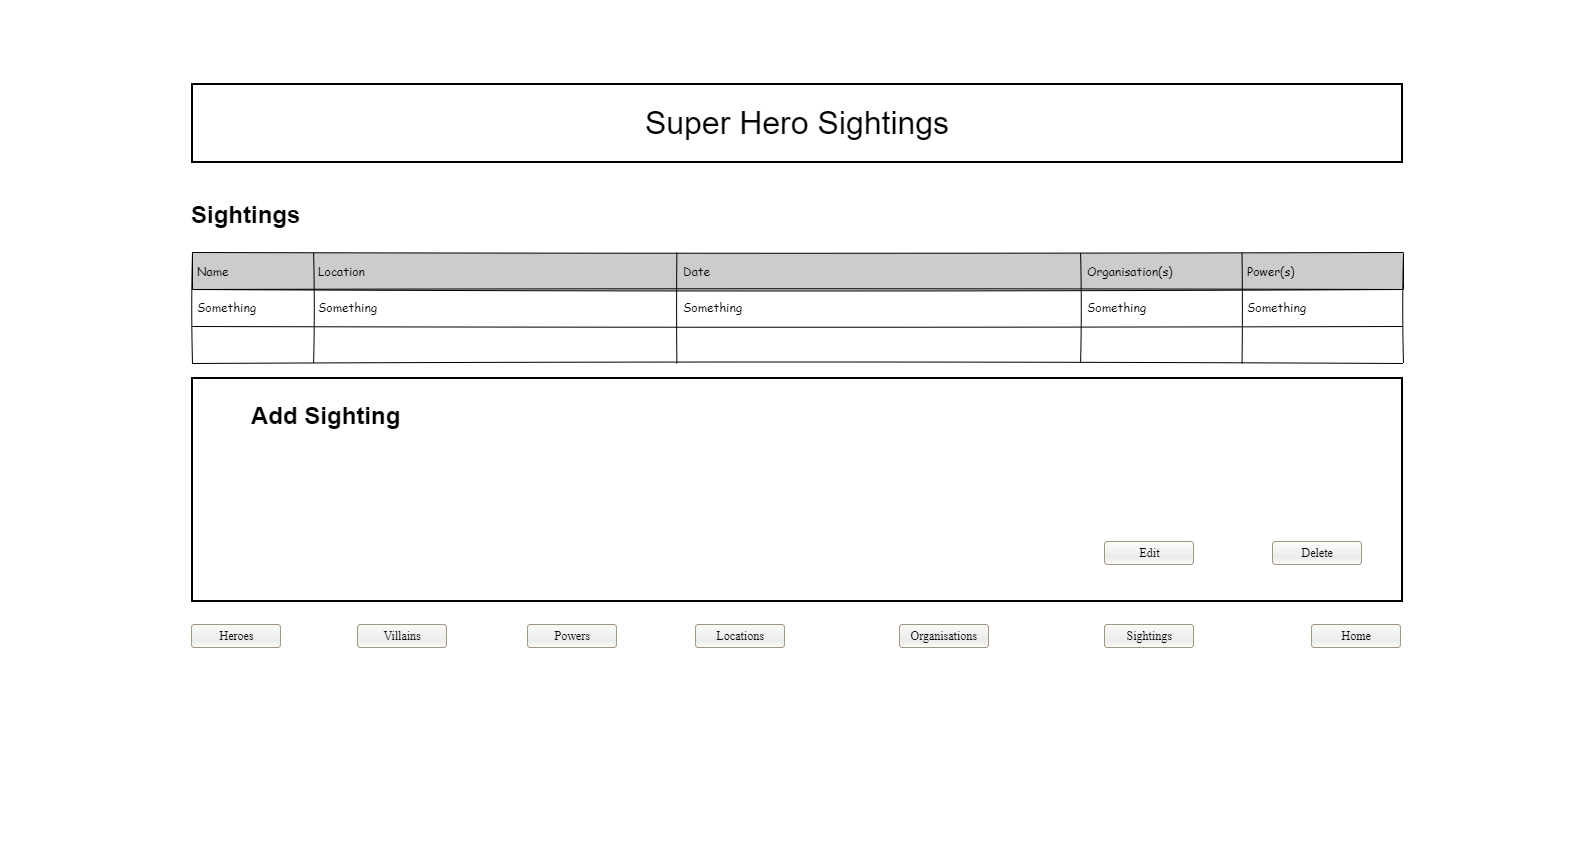 Super Hero Sightings
Sightings
Name Location Date Organisation(s) Power(s)
Something Something Something Something Something
Add Sighting
Edit Delete
Heroes Villains Powers Locations Organisations Sightings Home